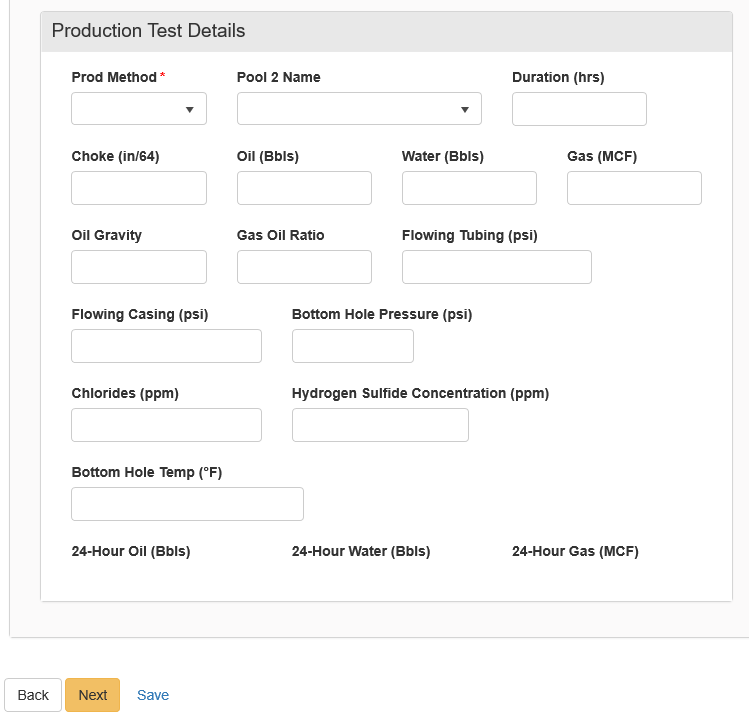 Production Test Details
Prod Method * Pool 2 Name Duration (hrs)
Choke (in/64) Oil (Bbls) Water (Bbls) Gas (MCF)
Oil Gravity Gas Oil Ratio Flowing Tubing (psi)
Flowing Casing (psi) Bottom Hole Pressure (psi)
Chlorides (ppm) Hydrogen Sulfide Concentration (ppm)
Bottom Hole Temp (°F)
24-Hour Oil (Bbls) 24-Hour Water (Bbls) 24-Hour Gas (MCF)
Back Next Save